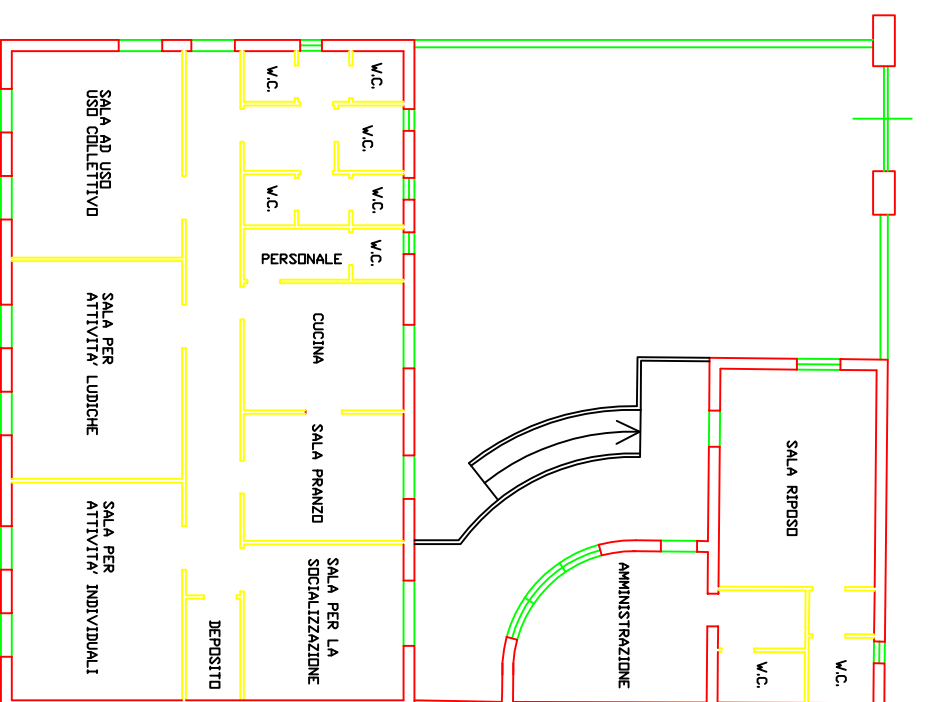 W.C.
W.C.
SALA AD USO
USO COLLETTIVO
W.C.
W.C.
W.C.
PERSONALE
W.C.
SALA PER
ATTIVITA' LUDICHE
CUCINA
SALA PRANZO
SALA RIPOSO
SALA PER
ATTIVITA' INDIVIDUALI
SALA PER LA
SOCIALIZZAZIONE
AMMINISTRAZIONE
DEPOSITO
W.C.
W.C.